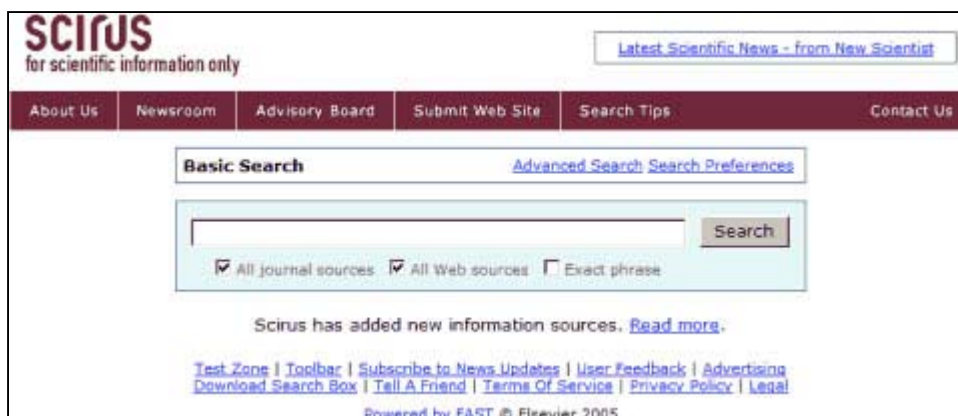 SCIRUS
for scientific information only
Latest Scientific News - from New Scientist
About Us Newsroom Advisory Board Submit Web Site Search Tips Contact Us
Basic Search Advanced Search Search Preferences
Search
All journal sources All Web sources Exact phrase
Scirus has added new information sources. Read more.
Test Zone | Toolbar | Subscribe to News Updates | User Feedback | Advertising
Download Search Box | Tell A Friend | Terms Of Service | Privacy Policy | Legal
Powered by FAST © Elsevier 2005